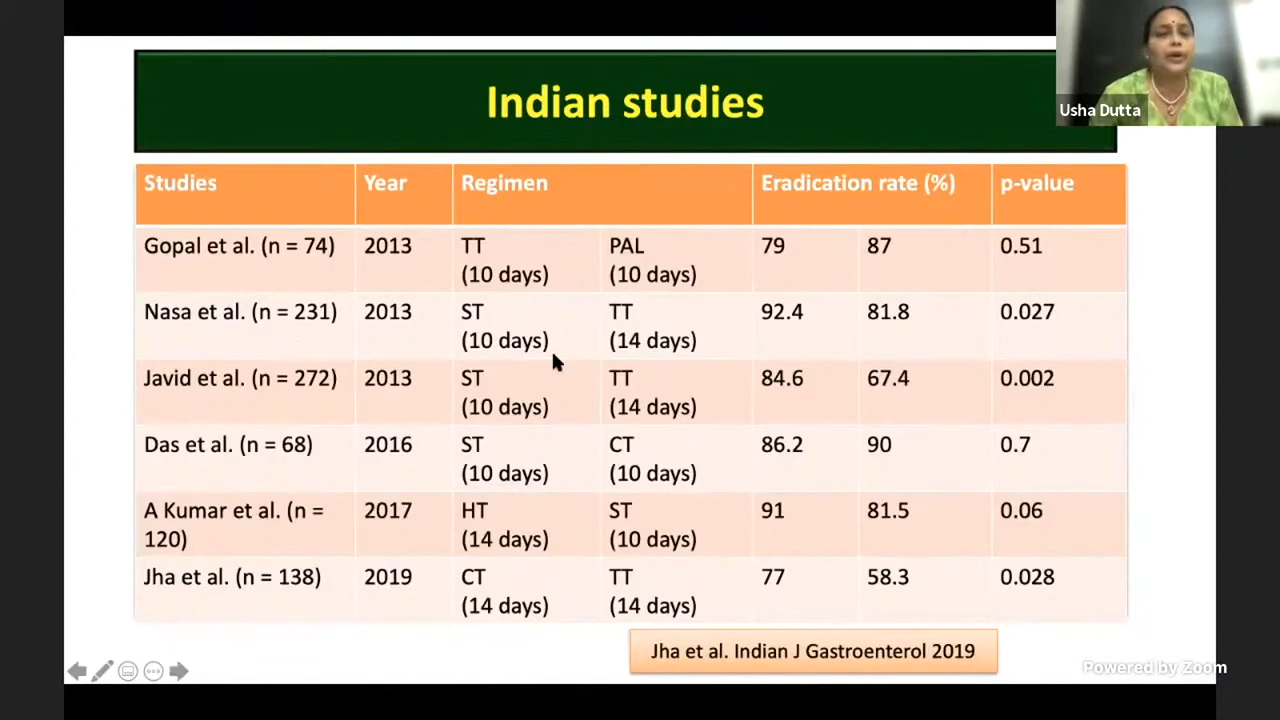 Indian studies
Usha Dutta
Studies Year Regimen Eradication rate (%) p-value
Gopal et al. (n = 74) 2013 TT PAL 79 87 0.51
(10 days) (10 days)
Nasa et al. (n = 231) 2013 ST TT 92.4 81.8 0.027
(10 days) (14 days)
Javid et al. (n = 272) 2013 ST TT 84.6 67.4 0.002
(10 days) (14 days)
Das et al. (n = 68) 2016 ST CT 86.2 90 0.7
(10 days) (10 days)
A Kumar et al. (n = 2017 HT ST 91 81.5 0.06
120) (14 days) (10 days)
Jha et al. (n = 138) 2019 CT TT 77 58.3 0.028
(14 days) (14 days)
Jha et al. Indian J Gastroenterol 2019
Powered by Zoom